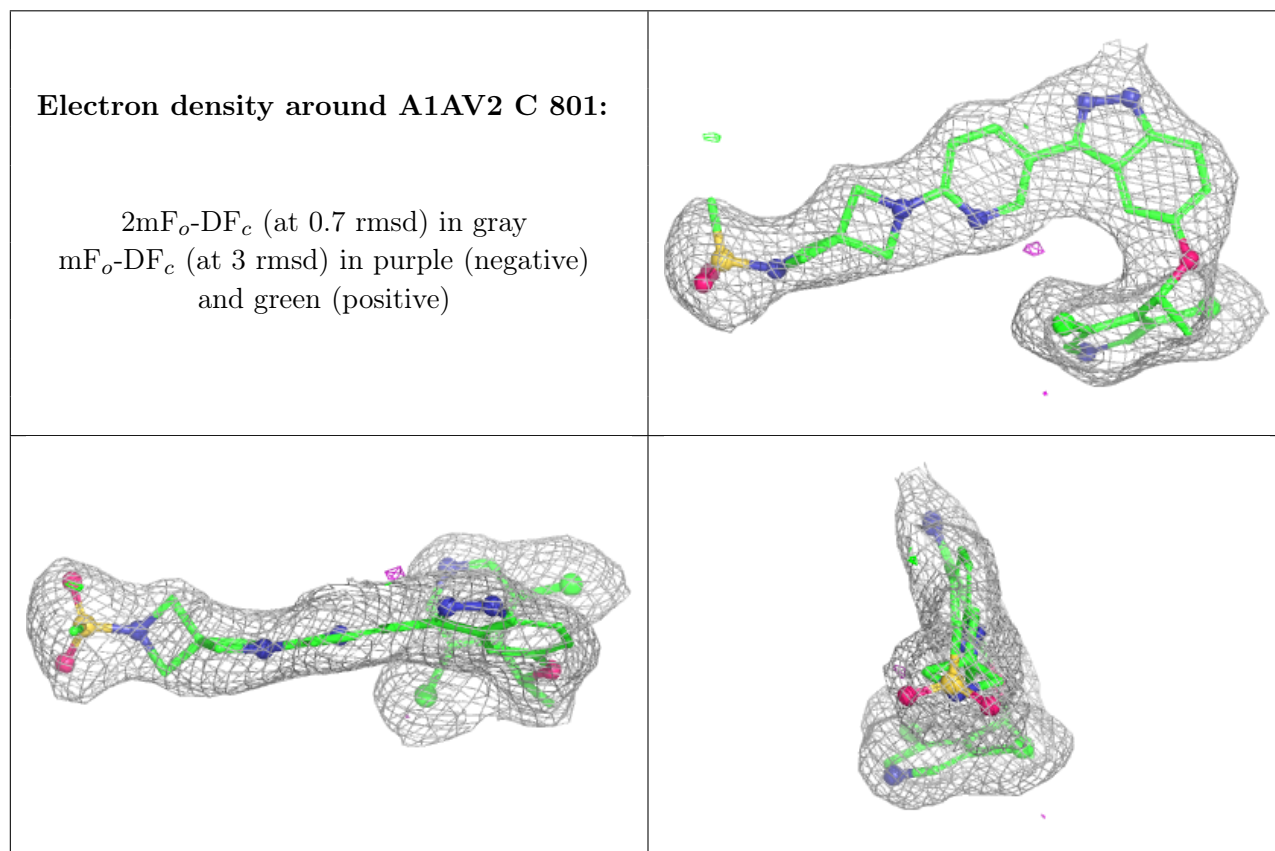 Electron density around A1AV2 C 801:
2mFo-DFc (at 0.7 rmsd) in gray
mFo-DFc (at 3 rmsd) in purple (negative)
and green (positive)